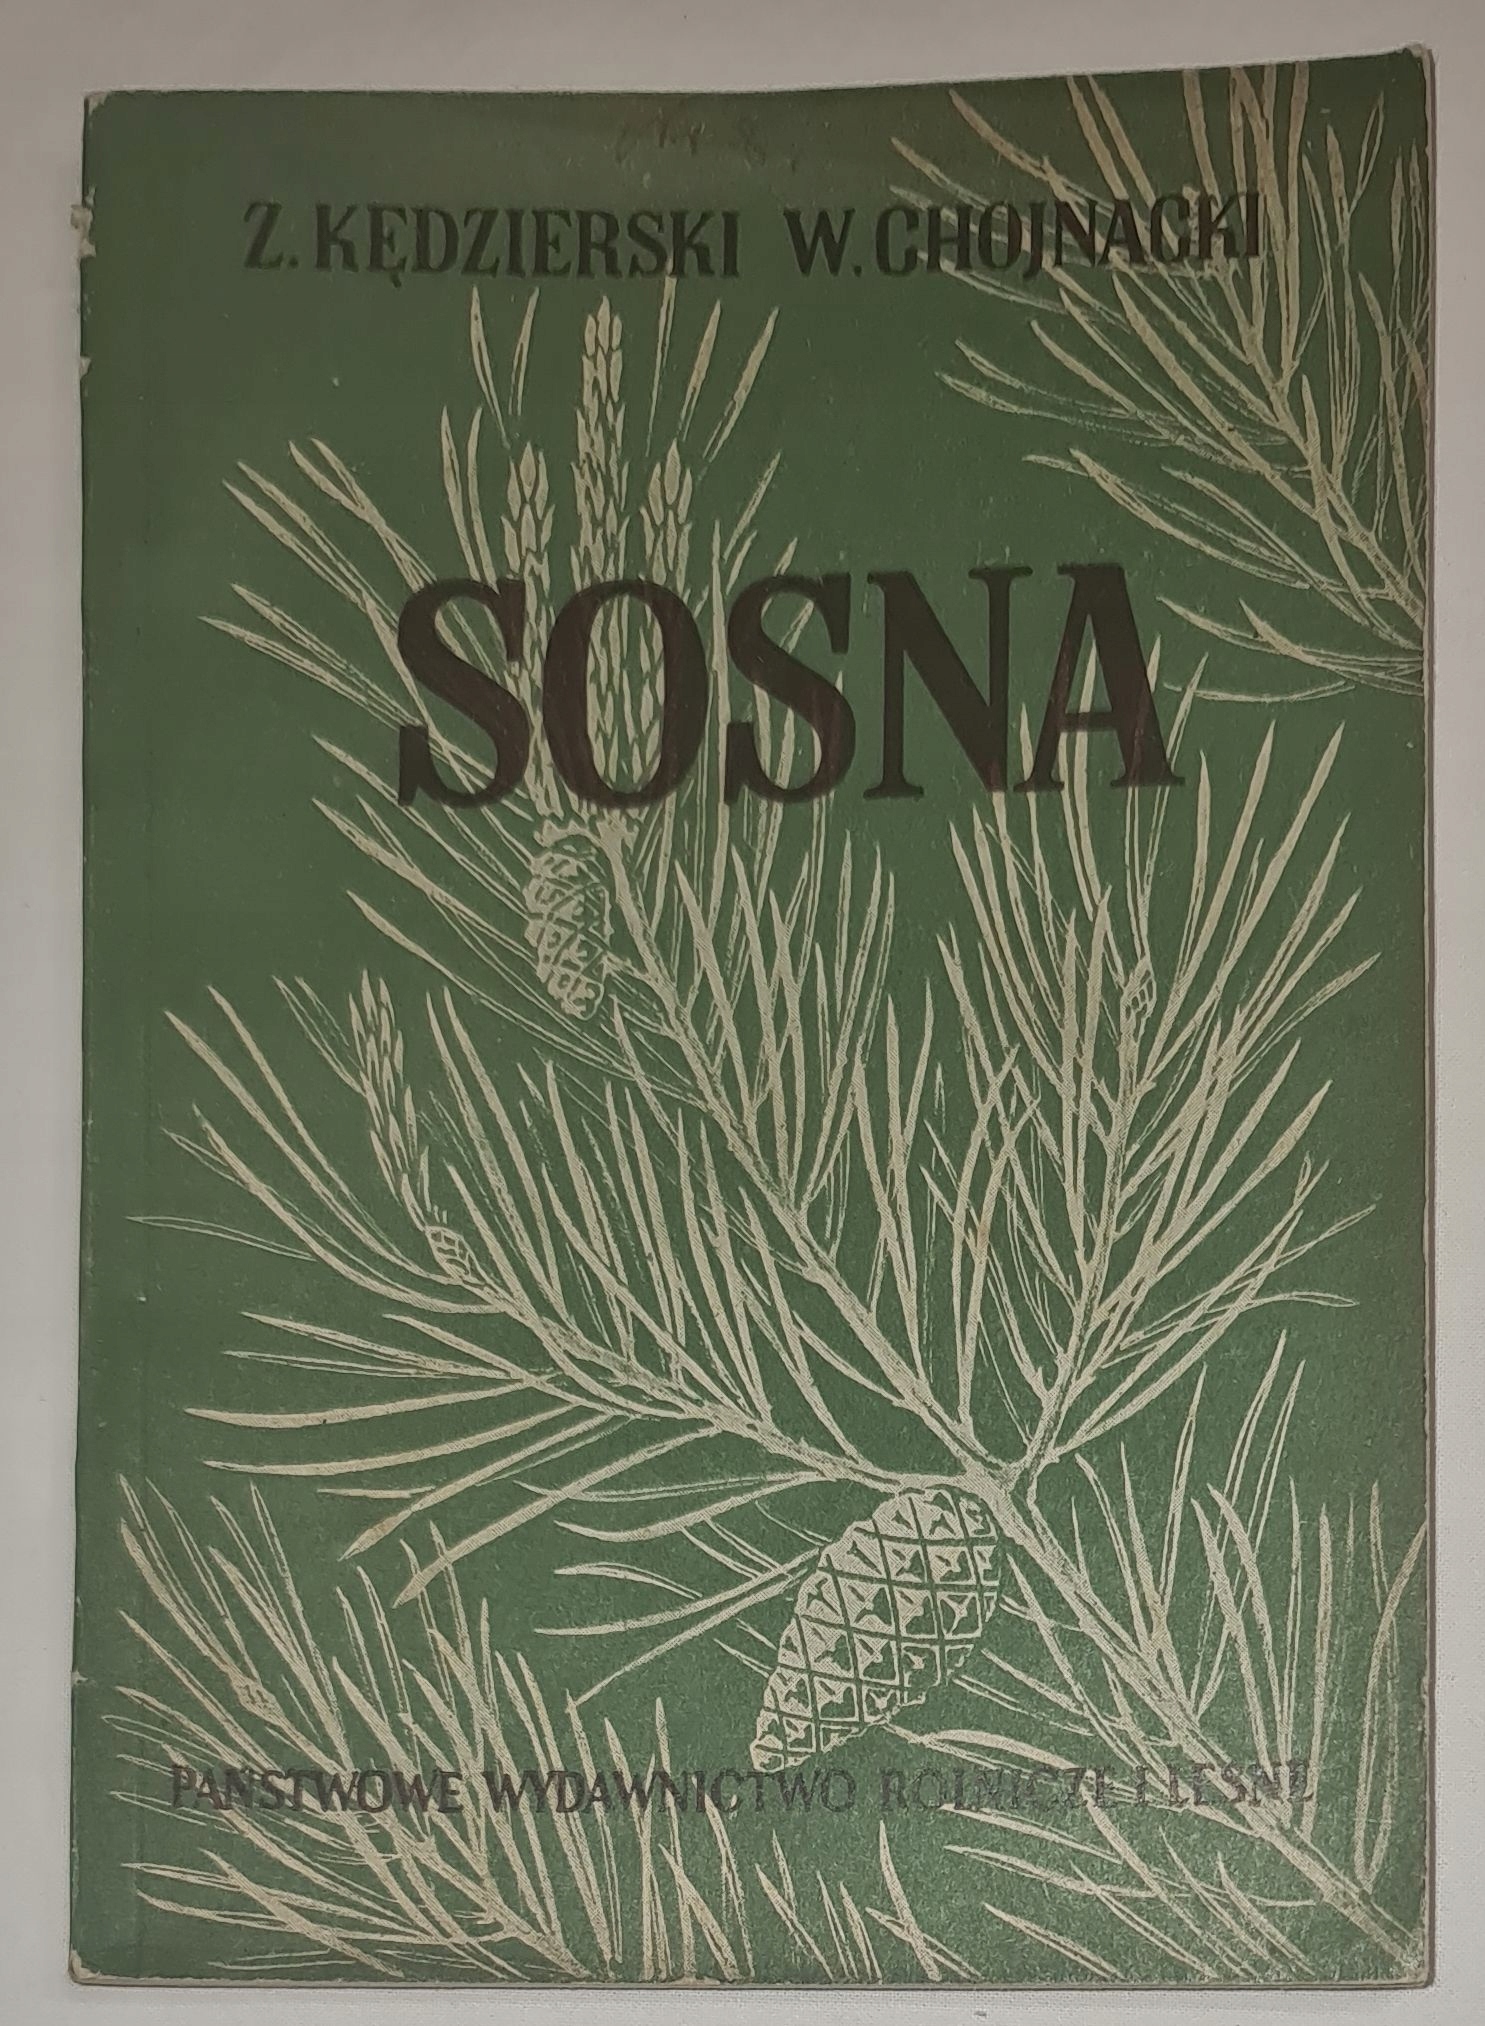 Z. KĘDZIERSKI W. CHOJNACKI
SOSNA
PAŃSTWOWE WYDAWNICTWO ROLNICZE I LEŚNE